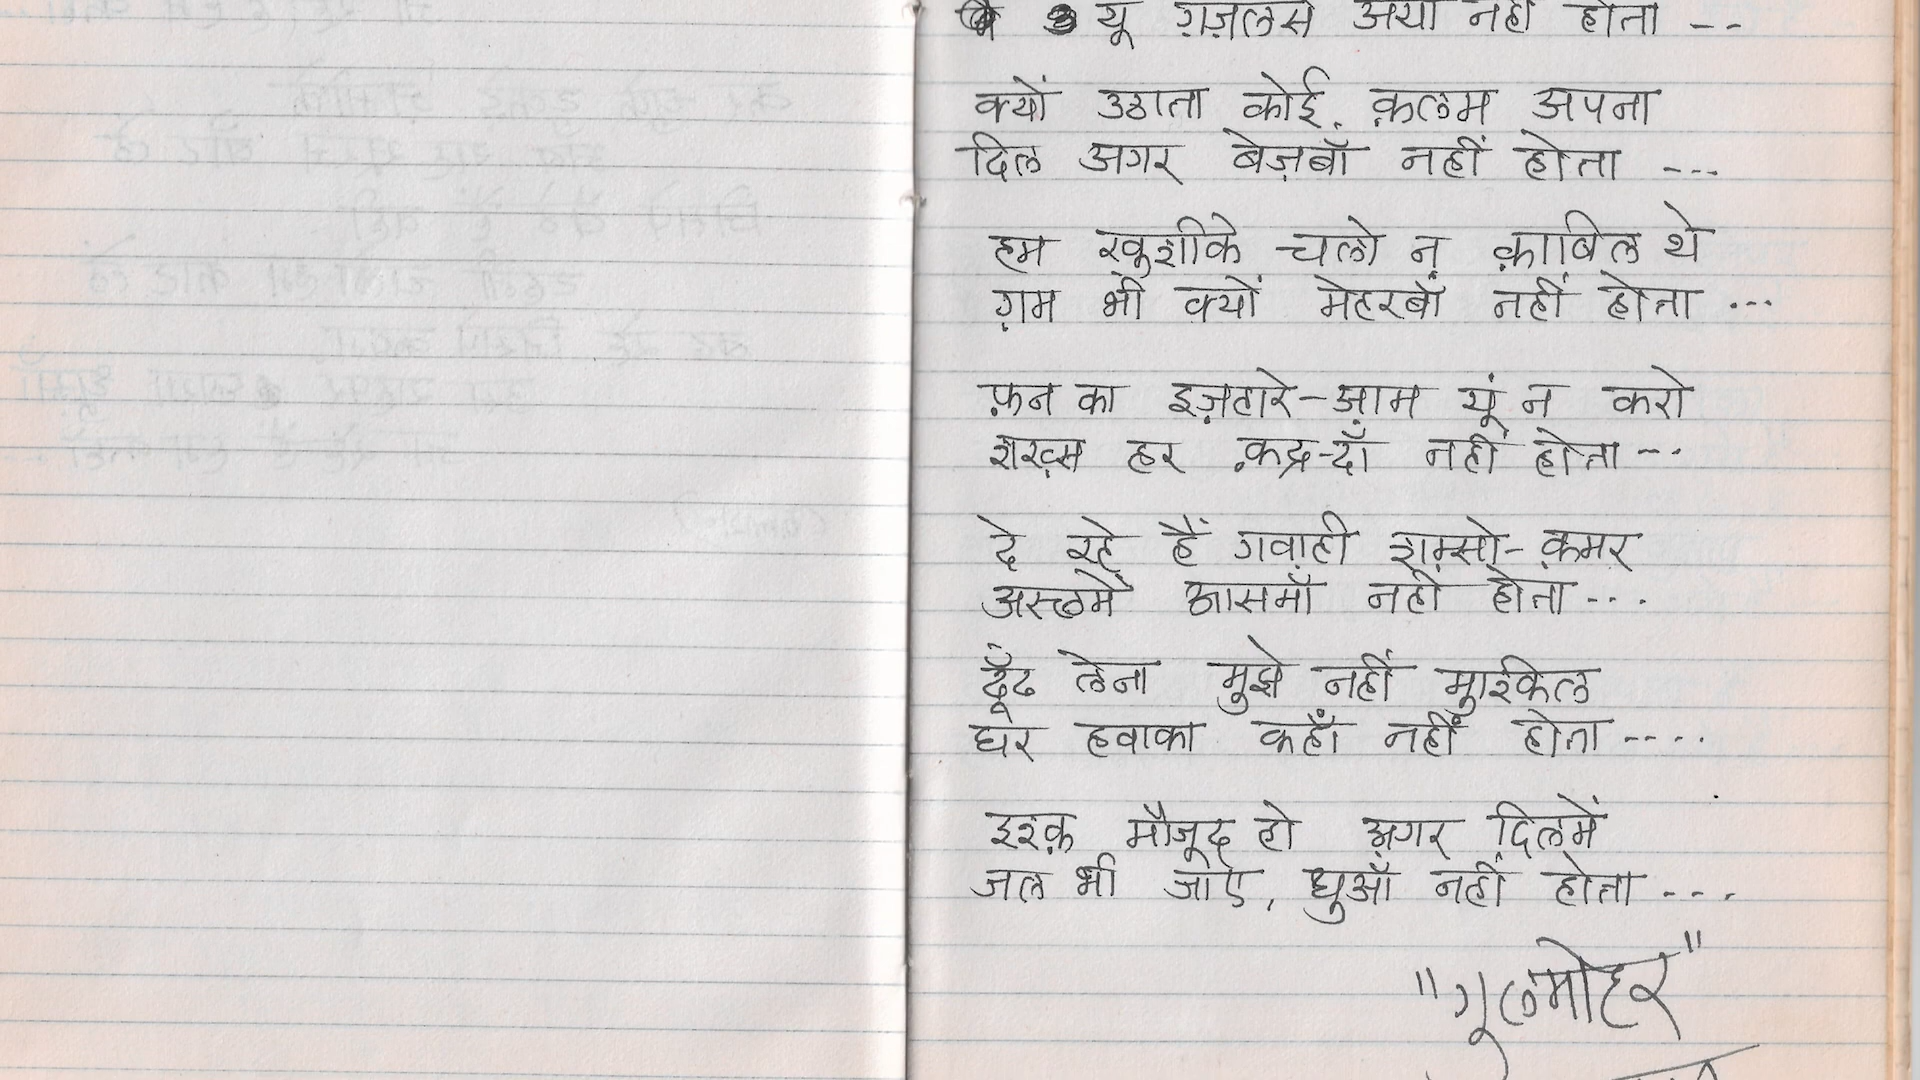 यू ग़ज़लसे अयाँ नहीं होता --
क्यों उठाता कोई, क़लम अपना
दिल अगर बेज़बाँ नहीं होता ---
हम ख़ुशीके चलो न क़ाबिल थे
ग़म भी क्यों मेहरबाँ नहीं होता ...
फ़न का इज़हारे-आम यूं न करो
शख़्स हर क़द्र-दाँ नहीं होता --.
दे रहे हैं गवाही शम्सो-क़मर
अस्लमें आसमाँ नहीं होता ....
ढूँढ लेना मुझे नहीं मुश्किल
घर हवाका कहाँ नहीं होता ----.
इश्क़ मौजूद हो अगर दिलमें
जल भी जाए, धुआँ नहीं होता ----
"गुलमोहर"